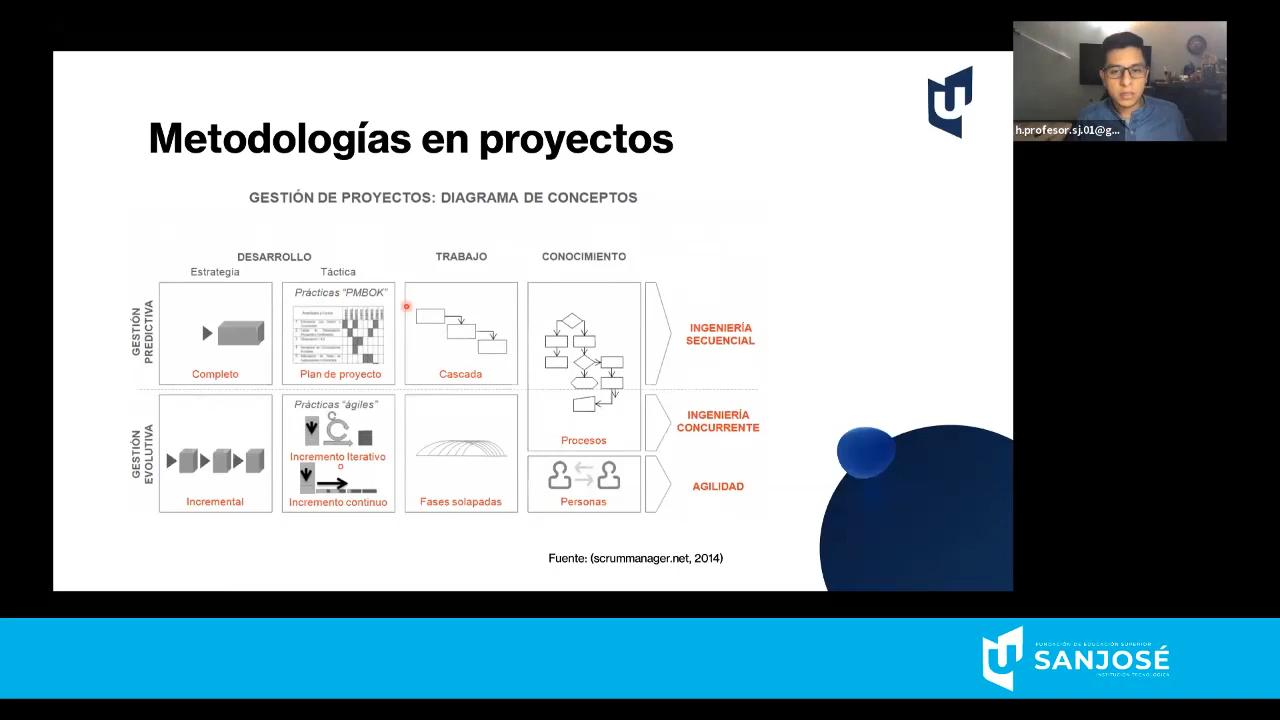 h.profesor.sj.01@g...
Metodologías en proyectos
GESTIÓN DE PROYECTOS: DIAGRAMA DE CONCEPTOS
DESARROLLO
TRABAJO
CONOCIMIENTO
Estrategia
Táctica
GESTIÓN
PREDICTIVA
Completo
Prácticas “PMBOK”
Plan de proyecto
Cascada
INGENIERÍA
SECUENCIAL
GESTIÓN
EVOLUTIVA
Incremental
Prácticas “ágiles”
Incremento Iterativo
o
Incremento continuo
Fases solapadas
Procesos
INGENIERÍA
CONCURRENTE
Personas
AGILIDAD
Fuente: (scrummanager.net, 2014)
FUNDACIÓN DE EDUCACIÓN SUPERIOR
SANJOSÉ
INSTITUCIÓN TECNOLÓGICA